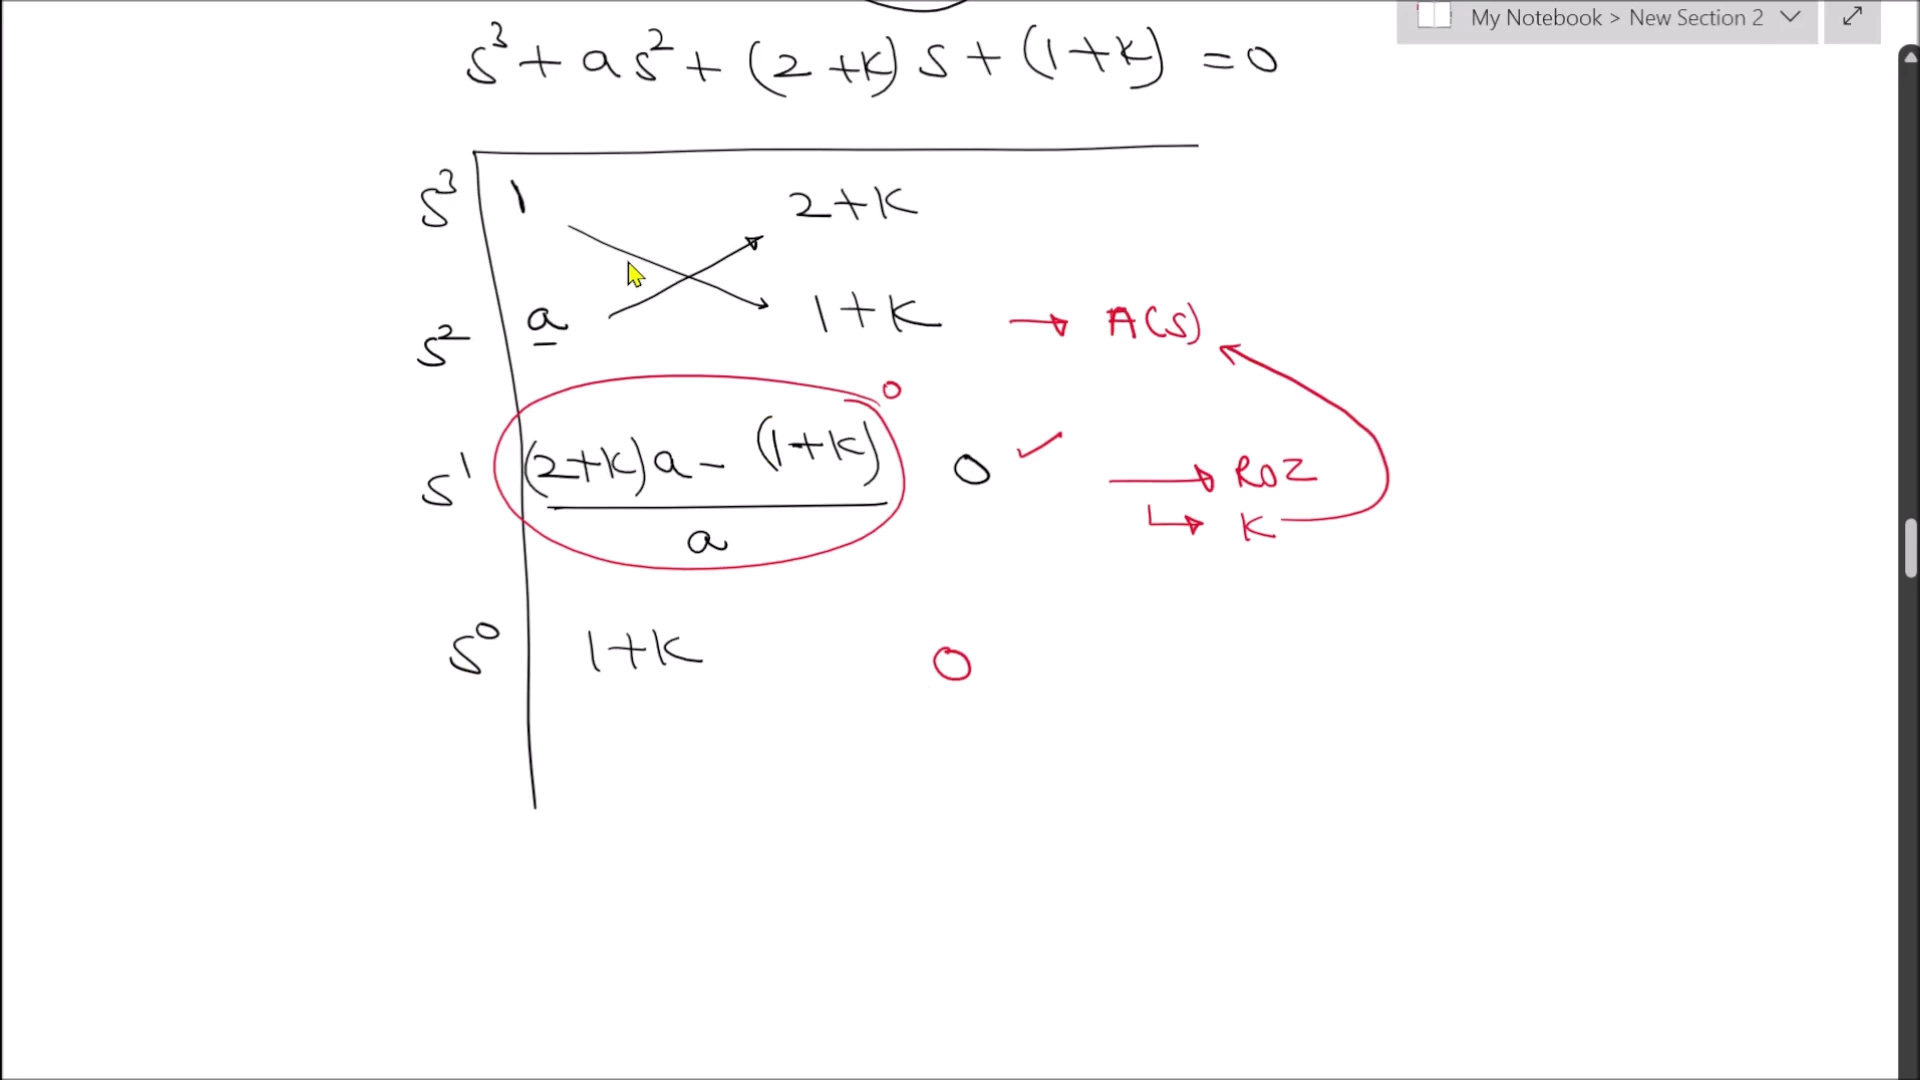 My Notebook > New Section 2
s³ + as² + (2+K)s + (1+K) = 0
s³ 1 2+K
s² a 1+K → A(s)
s¹ (2+K)a - (1+K) 0 0 ✓ → ROZ
a ↳ K
s⁰ 1+K 0